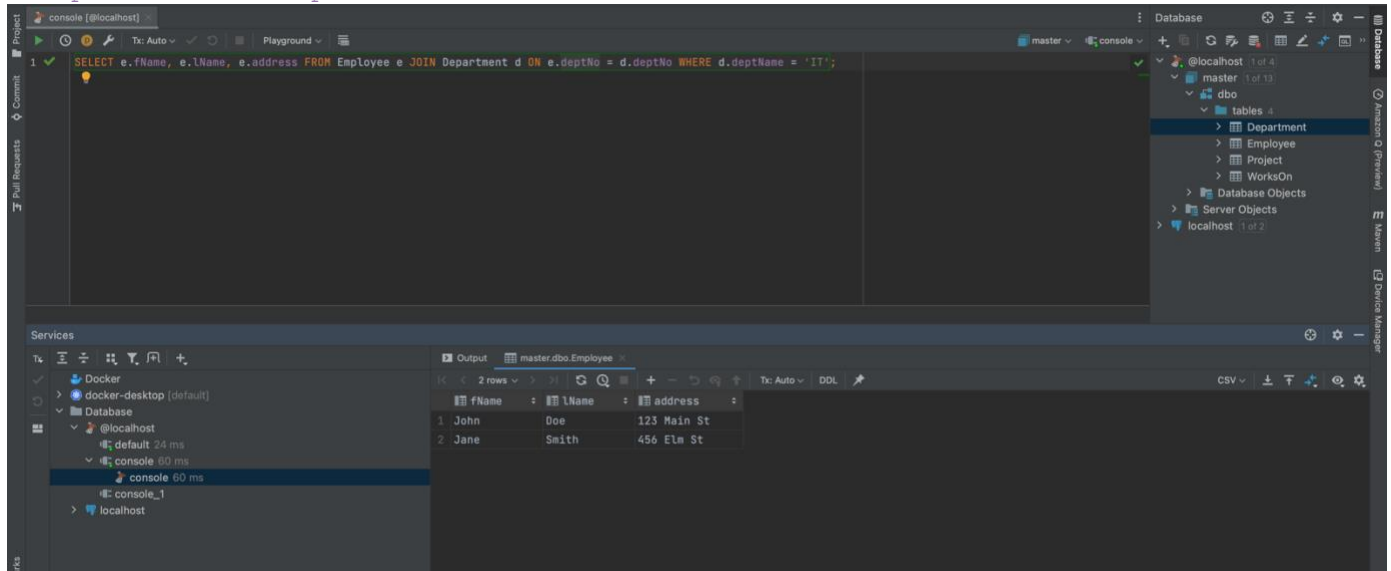 console [@localhost]
Tx: Auto
Playground
master
console
1 SELECT e.fName, e.lName, e.address FROM Employee e JOIN Department d ON e.deptNo = d.deptNo WHERE d.deptName = 'IT';
Project
Commit
Pull Requests
Database
@localhost 1 of 4
master 1 of 13
dbo
tables 4
Department
Employee
Project
WorksOn
Database Objects
Server Objects
localhost 1 of 2
Database
Amazon Q (Preview)
m Maven
Device Manager
Services
Tx
Docker
docker-desktop [default]
Database
@localhost
default 24 ms
console 60 ms
console 60 ms
console_1
localhost
Output master.dbo.Employee
2 rows Tx: Auto DDL CSV
fName lName address
1 John Doe 123 Main St
2 Jane Smith 456 Elm St